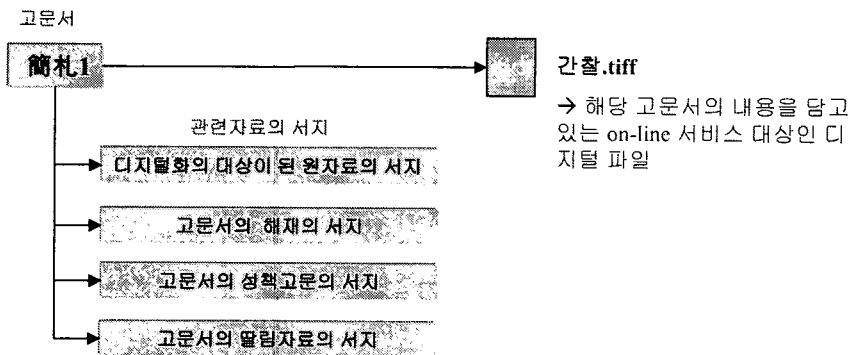 고문서
簡札1
간찰.tiff
→ 해당 고문서의 내용을 담고
있는 on-line 서비스 대상인 디
지털 파일
관련자료의 서지
디지털화의 대상이 된 원자료의 서지
고문서의 해재의 서지
고문서의 성책고문의 서지
고문서의 딸림자료의 서지